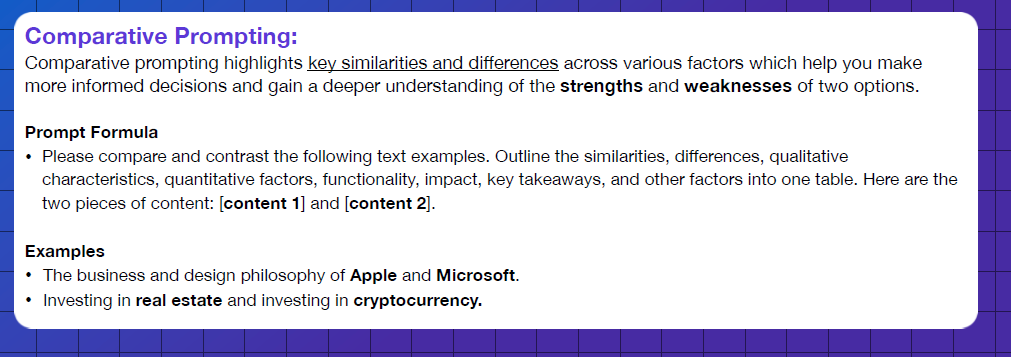 Comparative Prompting:
Comparative prompting highlights key similarities and differences across various factors which help you make
more informed decisions and gain a deeper understanding of the strengths and weaknesses of two options.
Prompt Formula
• Please compare and contrast the following text examples. Outline the similarities, differences, qualitative
characteristics, quantitative factors, functionality, impact, key takeaways, and other factors into one table. Here are the
two pieces of content: [content 1] and [content 2].
Examples
• The business and design philosophy of Apple and Microsoft.
• Investing in real estate and investing in cryptocurrency.